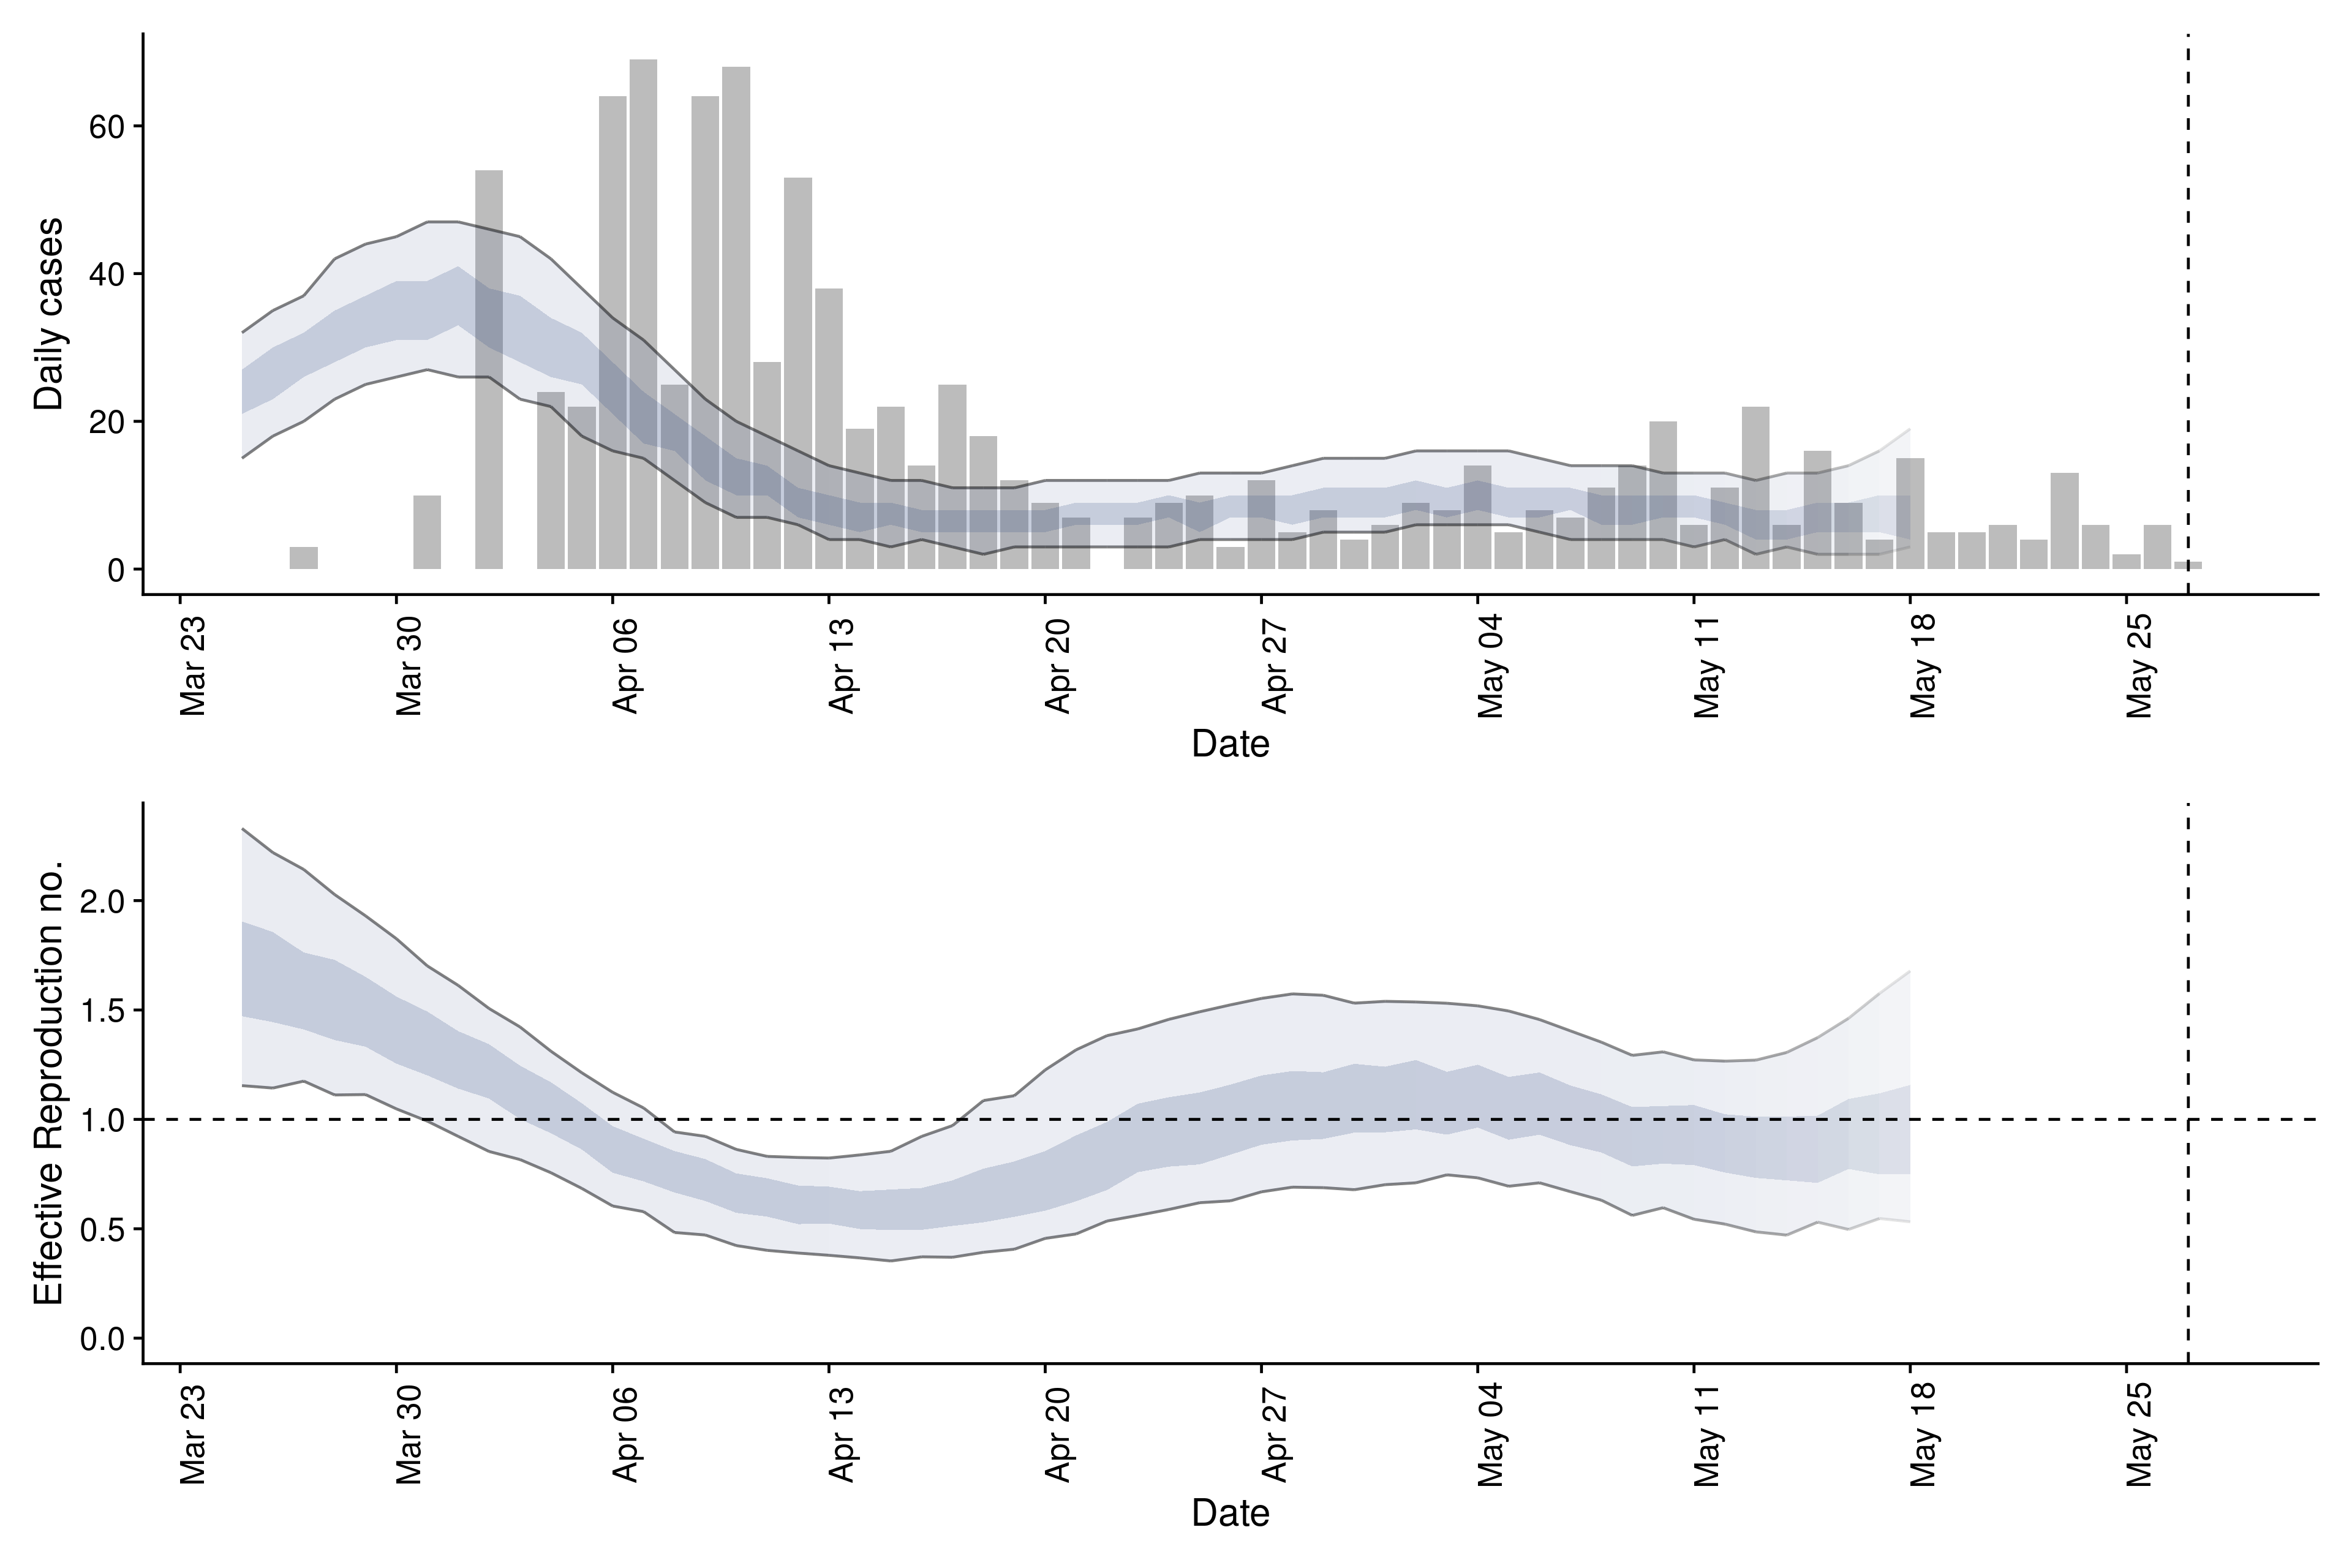 Daily cases
60
40
20
0
Mar 23
Mar 30
Apr 06
Apr 13
Apr 20
Apr 27
May 04
May 11
May 18
May 25
Date
Effective Reproduction no.
2.0
1.5
1.0
0.5
0.0
Mar 23
Mar 30
Apr 06
Apr 13
Apr 20
Apr 27
May 04
May 11
May 18
May 25
Date